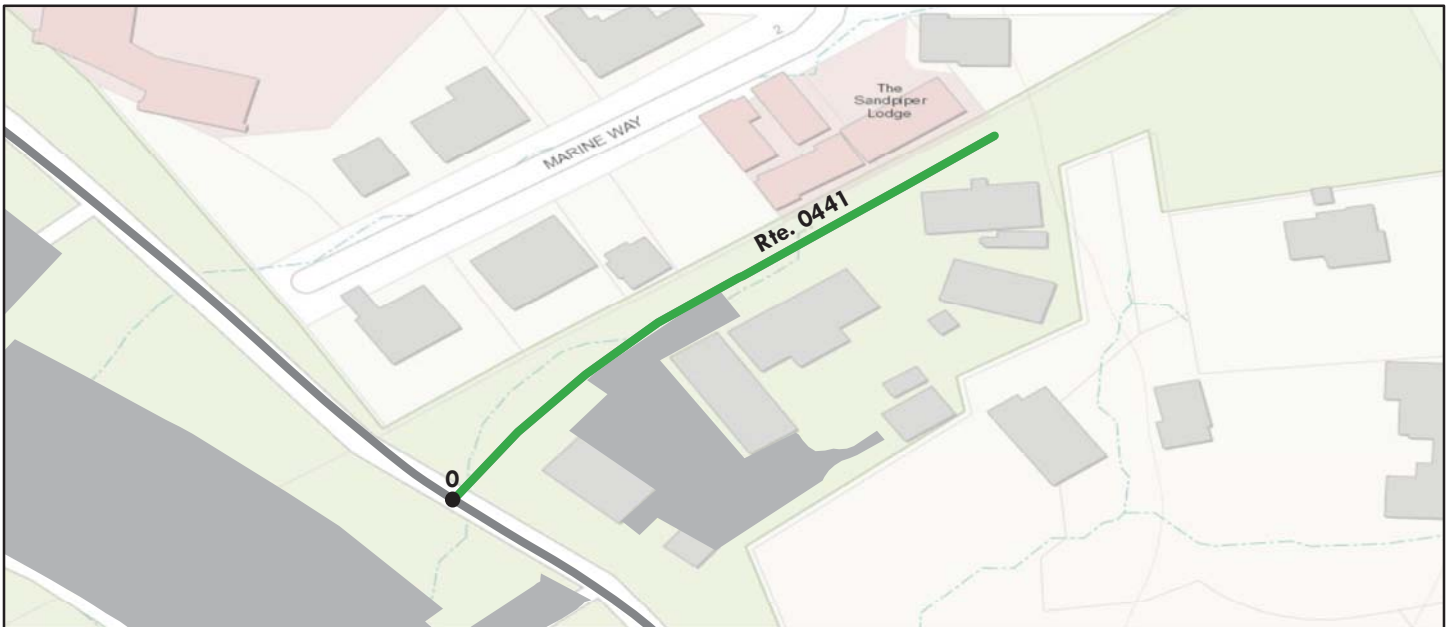 2
The
Sandpiper
Lodge
MARINE WAY
Rte. 0441
0